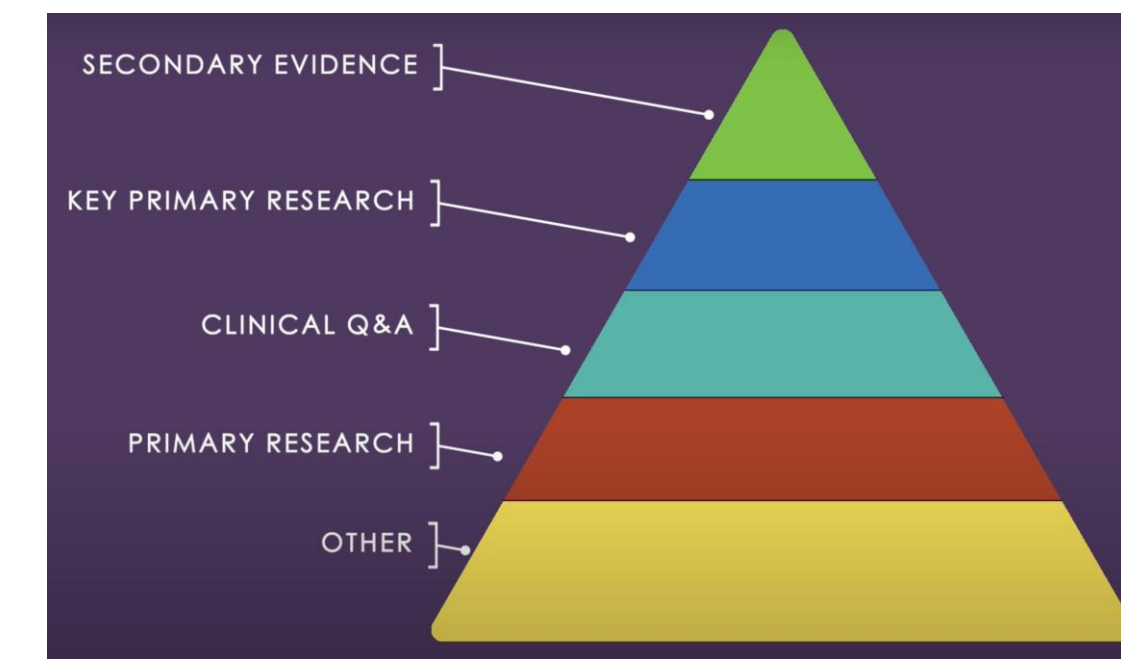 SECONDARY EVIDENCE
KEY PRIMARY RESEARCH
CLINICAL Q&A
PRIMARY RESEARCH
OTHER